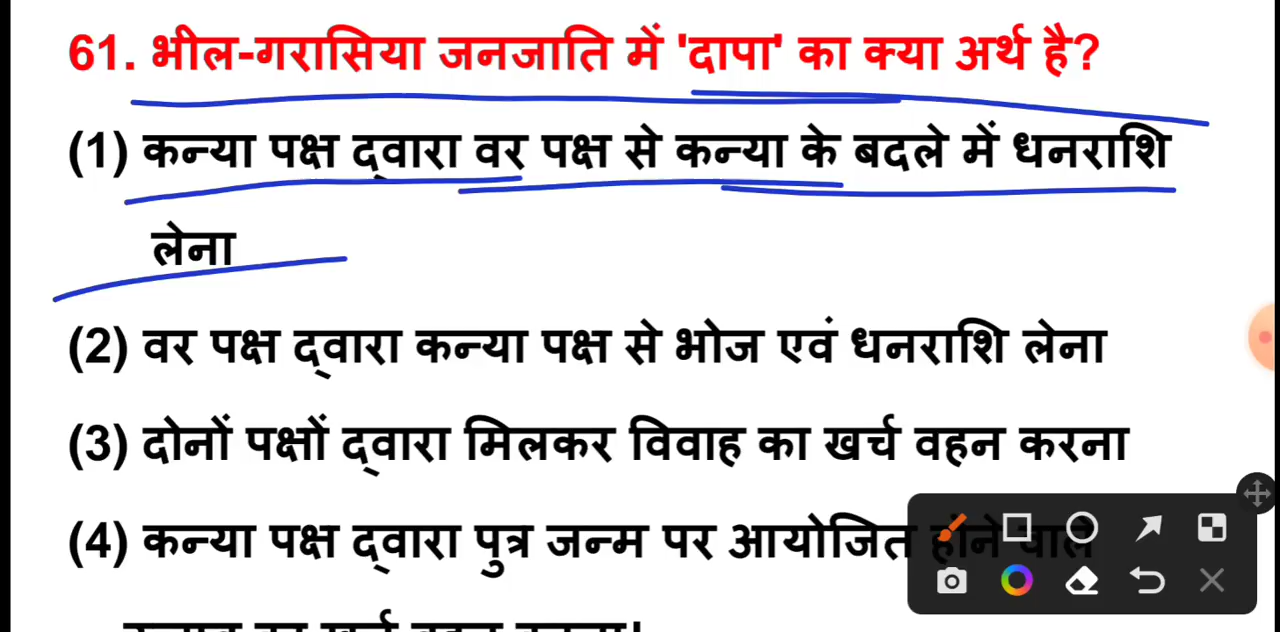 61. भील-गरासिया जनजाति में 'दापा' का क्या अर्थ है?
(1) कन्या पक्ष द्वारा वर पक्ष से कन्या के बदले में धनराशि
लेना
(2) वर पक्ष द्वारा कन्या पक्ष से भोज एवं धनराशि लेना
(3) दोनों पक्षों द्वारा मिलकर विवाह का खर्च वहन करना
(4) कन्या पक्ष द्वारा पुत्र जन्म पर आयोजित होने वाले